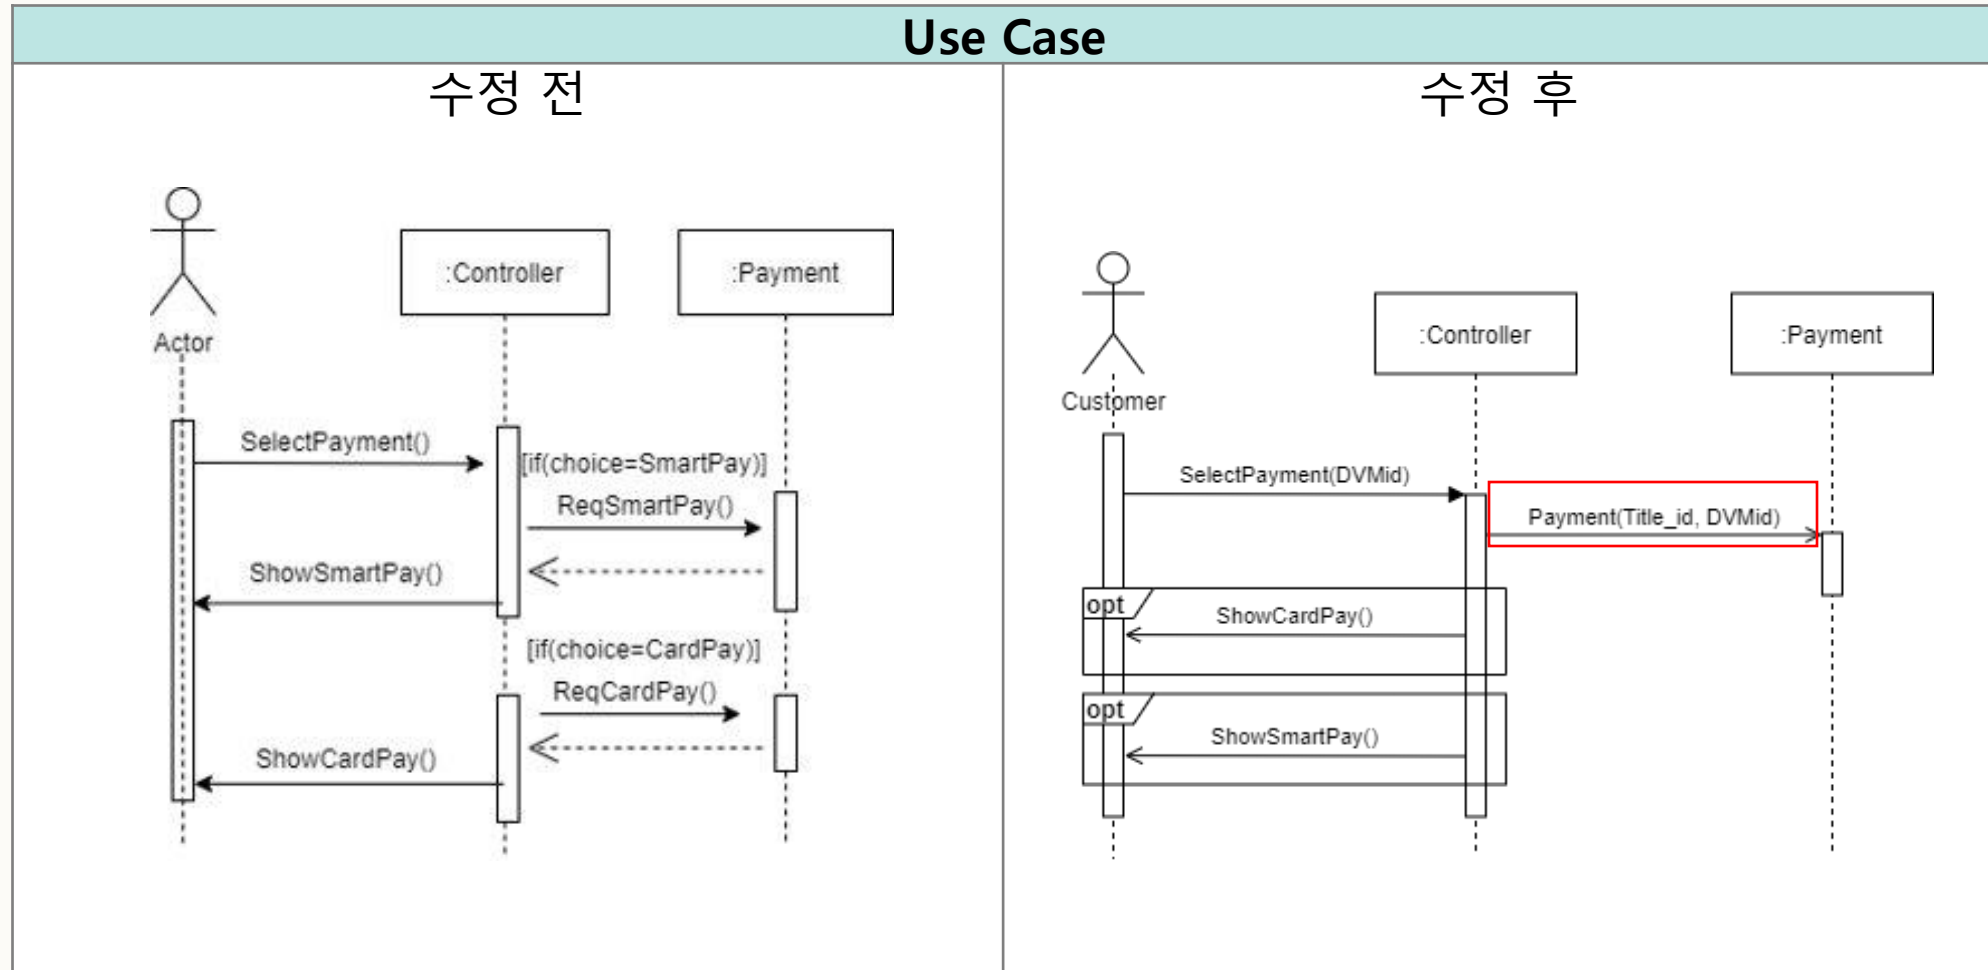 Use Case
수정 전
:Controller
:Payment
Actor
SelectPayment()
[if(choice=SmartPay)]
ReqSmartPay()
ShowSmartPay()
[if(choice=CardPay)]
ReqCardPay()
ShowCardPay()
수정 후
:Controller
:Payment
Customer
SelectPayment(DVMid)
Payment(Title_id, DVMid)
opt
ShowCardPay()
opt
ShowSmartPay()